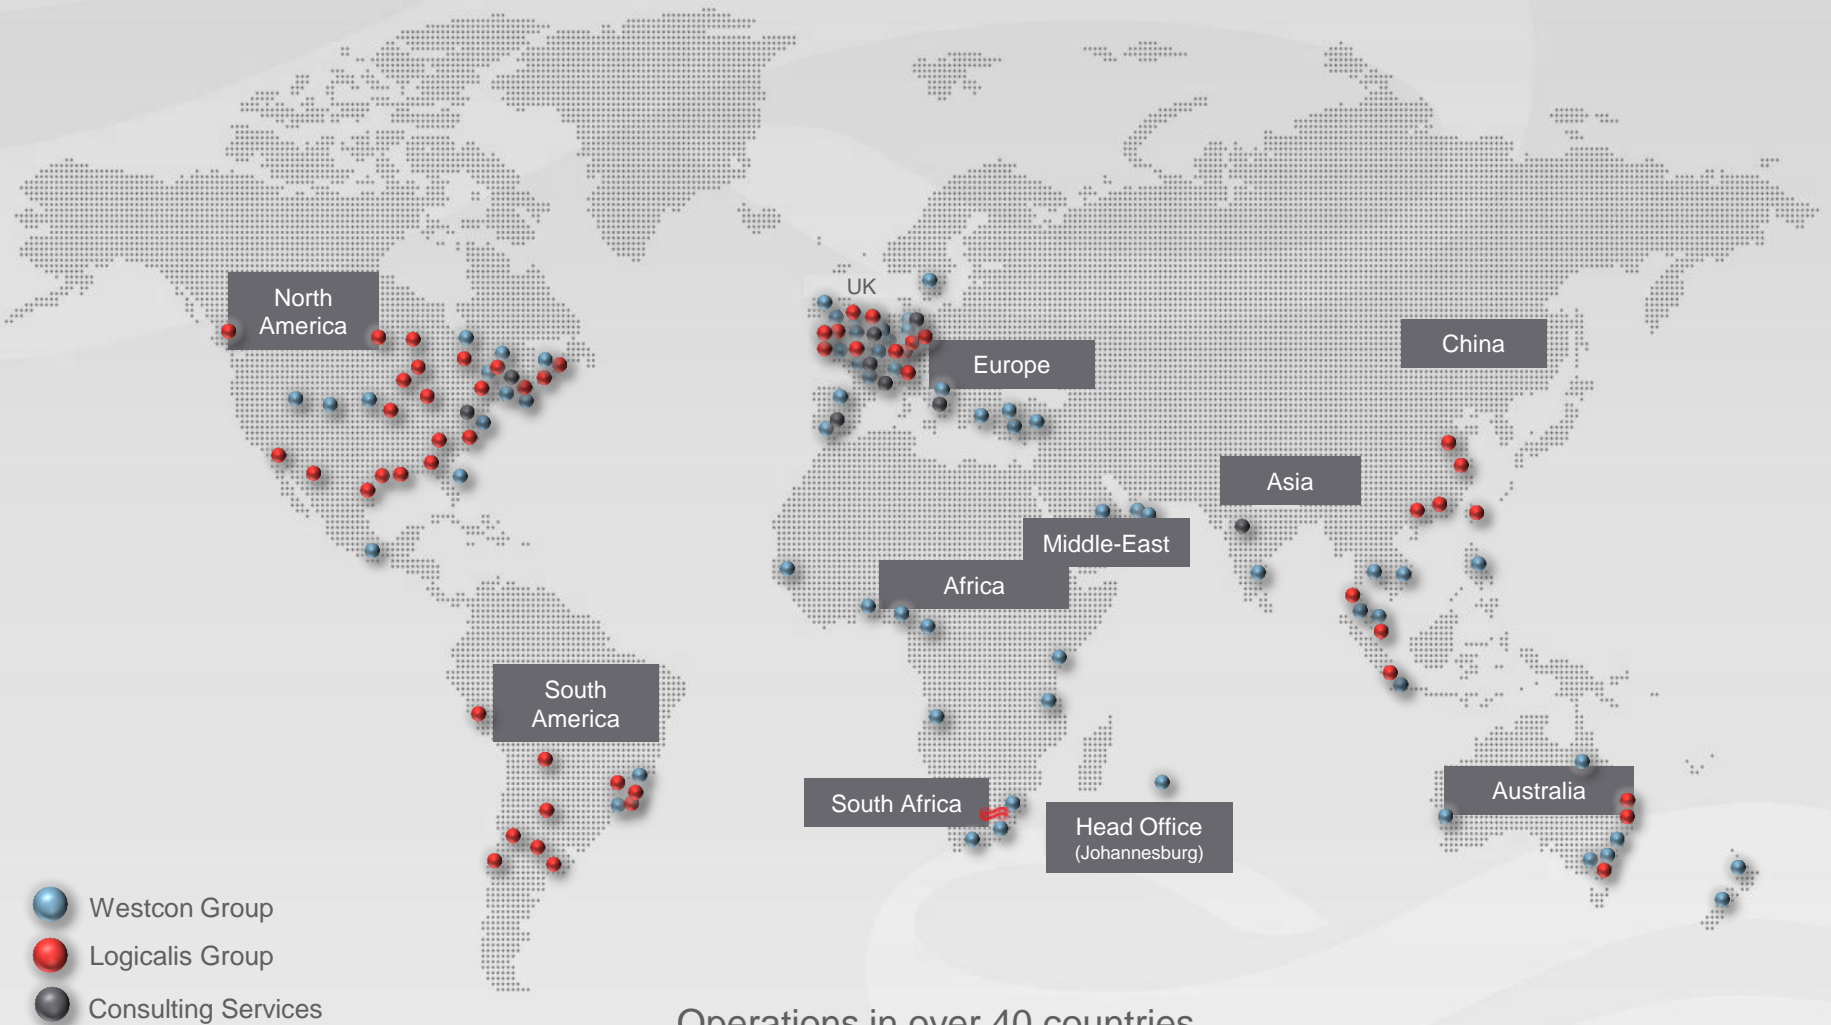 UK
North
America
China
Europe
Asia
Middle-East
Africa
South
America
South Africa
Australia
Head Office
(Johannesburg)
Westcon Group
Logicalis Group
Consulting Services
Operations in over 40 countries